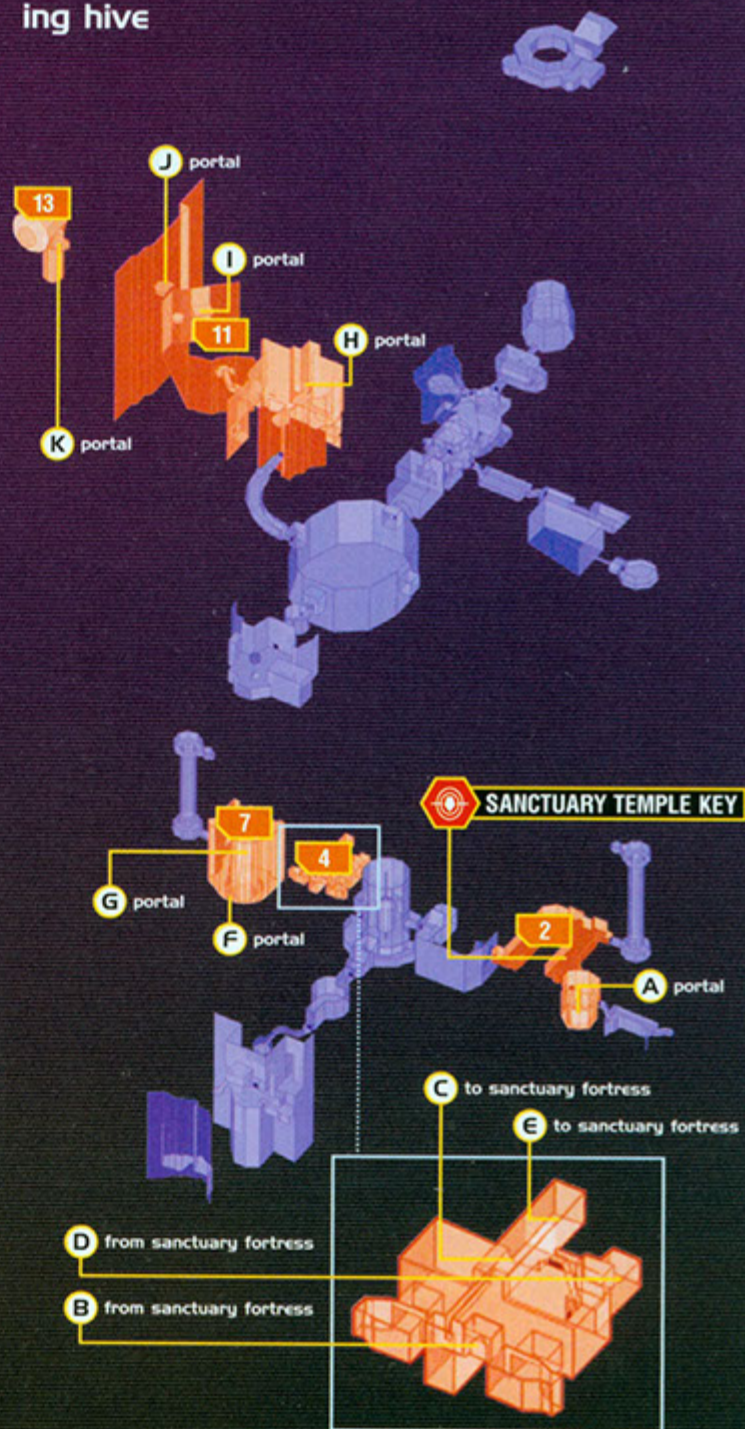 ing hive
J portal
13
I portal
11
H portal
K portal
SANCTUARY TEMPLE KEY
7
4
2
G portal
F portal
A portal
C to sanctuary fortress
E to sanctuary fortress
D from sanctuary fortress
B from sanctuary fortress